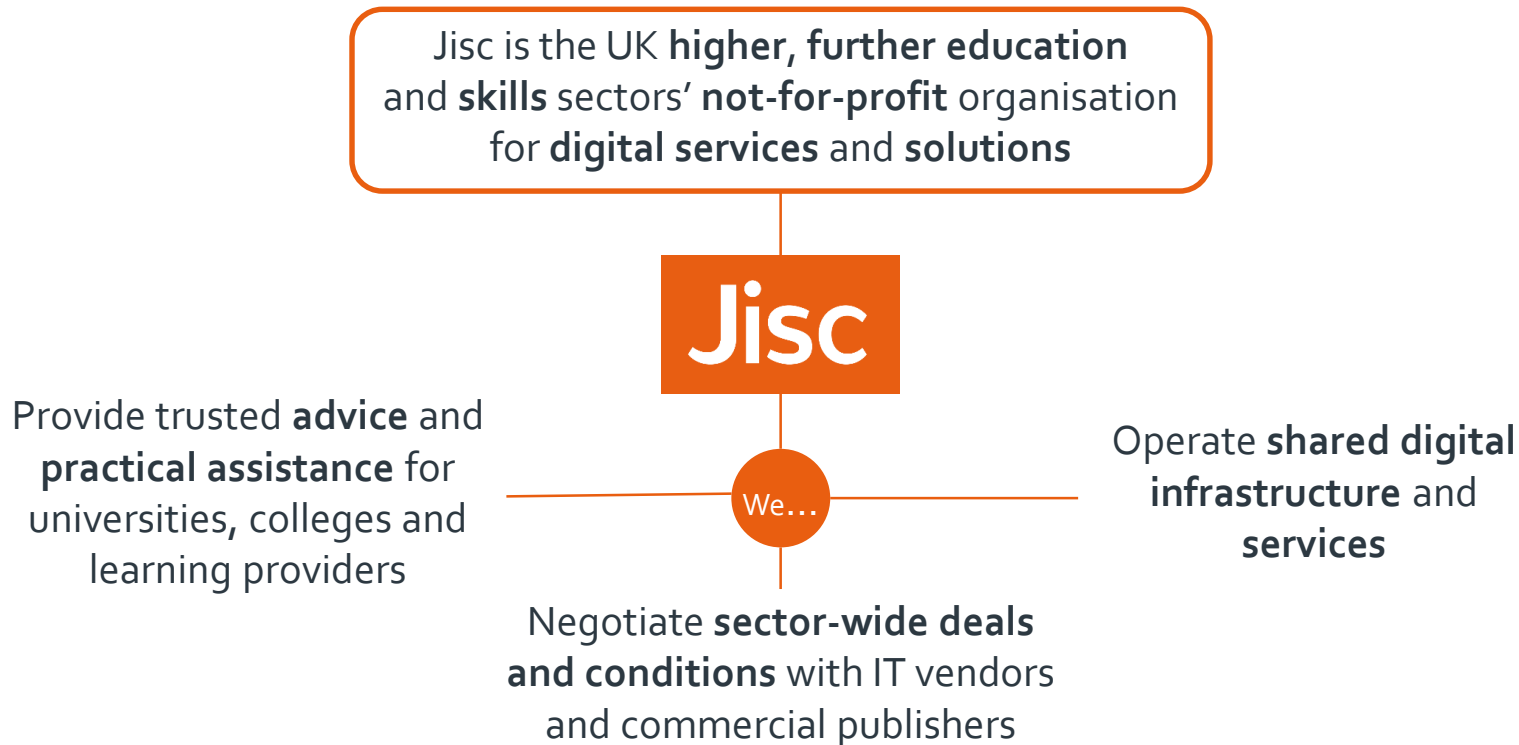 Jisc is the UK higher, further education
and skills sectors’ not-for-profit organisation
for digital services and solutions
Jisc
Provide trusted advice and
practical assistance for
universities, colleges and
learning providers
We...
Operate shared digital
infrastructure and
services
Negotiate sector-wide deals
and conditions with IT vendors
and commercial publishers